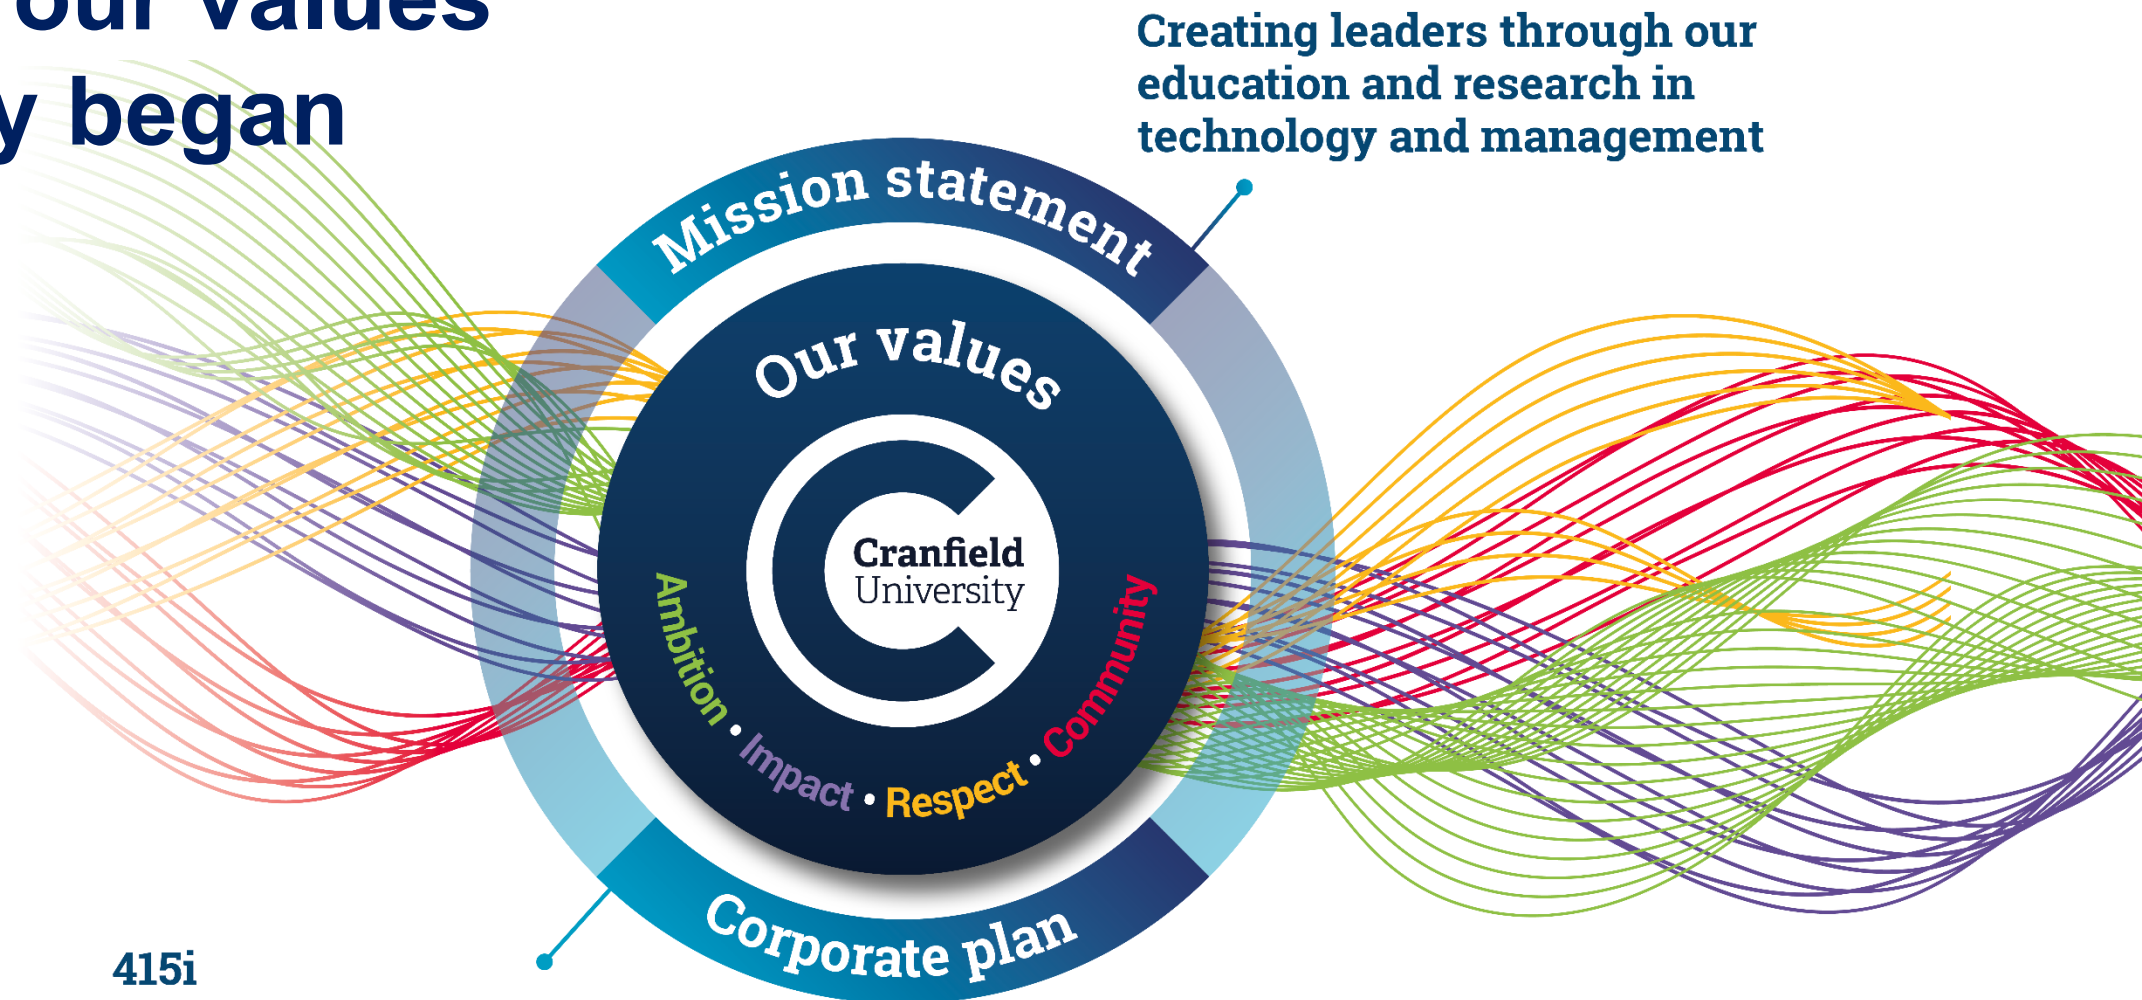 our values
y began
Creating leaders through our
education and research in
technology and management
Mission statement
Our values
Cranfield
University
Ambition • Impact • Respect • Community
Corporate plan
415i